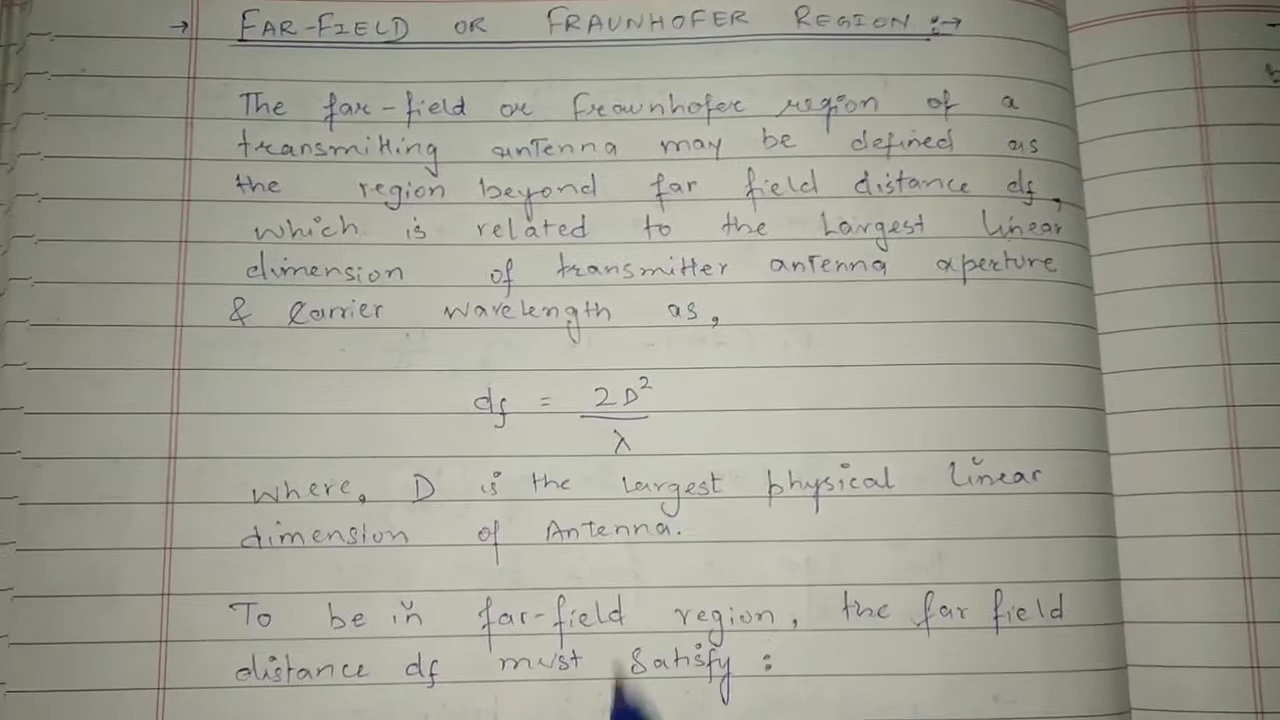 → FAR-FIELD OR FRAUNHOFER REGION :→
The far-field or Fraunhofer region of a
transmitting antenna may be defined as
the region beyond far field distance df,
which is related to the Largest linear
dimension of transmitter antenna aperture
& Carrier wavelength as,
df = 2D²
λ
where, D is the largest physical linear
dimension of Antenna.
To be in far-field region, the far field
distance df must satisfy :